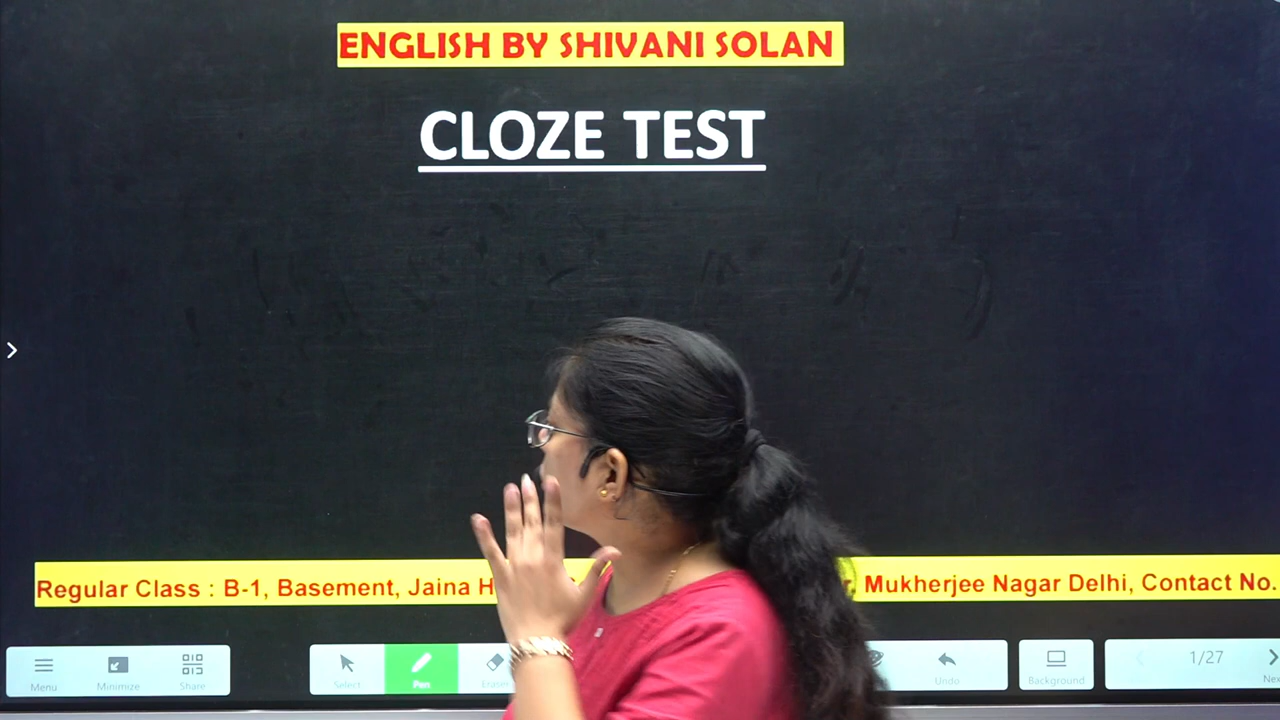 ENGLISH BY SHIVANI SOLAN
CLOZE TEST
Regular Class : B-1, Basement, Jaina Mukherjee Nagar Delhi, Contact No.
Menu
Minimize
Share
Select
Pen
Eraser
Undo
Background
1/27